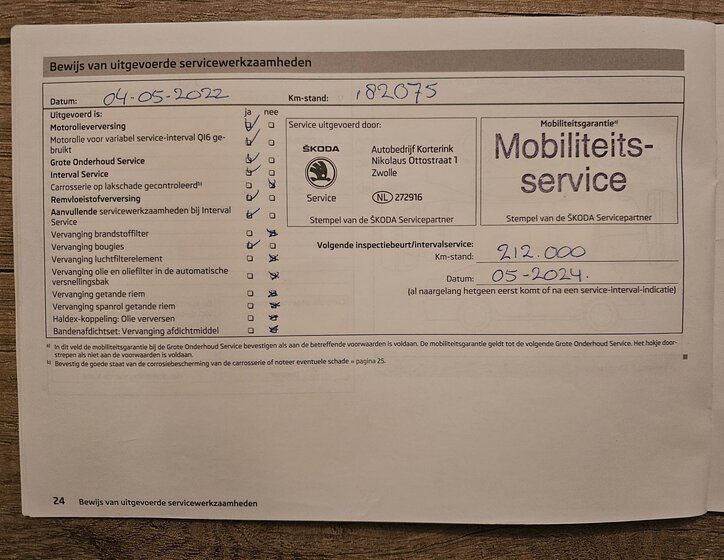 Bewijs van uitgevoerde servicewerkzaamheden
Datum: 04-05-2022 Km-stand: 182075
Uitgevoerd is: ja nee
Motorolieverversing
Motorolie voor variabel service-interval QI6 ge-
bruikt
Grote Onderhoud Service
Interval Service
Carrosserie op lakschade gecontroleerd b)
Remvloeistofverversing
Aanvullende servicewerkzaamheden bij Interval
Service
Vervanging brandstoffilter
Vervanging bougies
Vervanging luchtfilterelement
Vervanging olie en oliefilter in de automatische
versnellingsbak
Vervanging getande riem
Vervanging spanrol getande riem
Haldex-koppeling: Olie verversen
Bandenafdichtset: Vervanging afdichtmiddel
Service uitgevoerd door:
ŠKODA
Service
Autobedrijf Korterink
Nikolaus Ottostraat 1
Zwolle
NL 272916
Stempel van de ŠKODA Servicepartner
Mobiliteitsgarantie a)
Mobiliteits-
service
Stempel van de ŠKODA Servicepartner
Volgende inspectiebeurt/intervalservice:
Km-stand: 212.000
Datum: 05-2024.
(al naargelang hetgeen eerst komt of na een service-interval-indicatie)
a) In dit veld de mobiliteitsgarantie bij de Grote Onderhoud Service bevestigen als aan de betreffende voorwaarden is voldaan. De mobiliteitsgarantie geldt tot de volgende Grote Onderhoud Service. Het hokje door-
strepen als niet aan de voorwaarden is voldaan.
b) Bevestig de goede staat van de corrosiebescherming van de carrosserie of noteer eventuele schade » pagina 25.
24 Bewijs van uitgevoerde servicewerkzaamheden